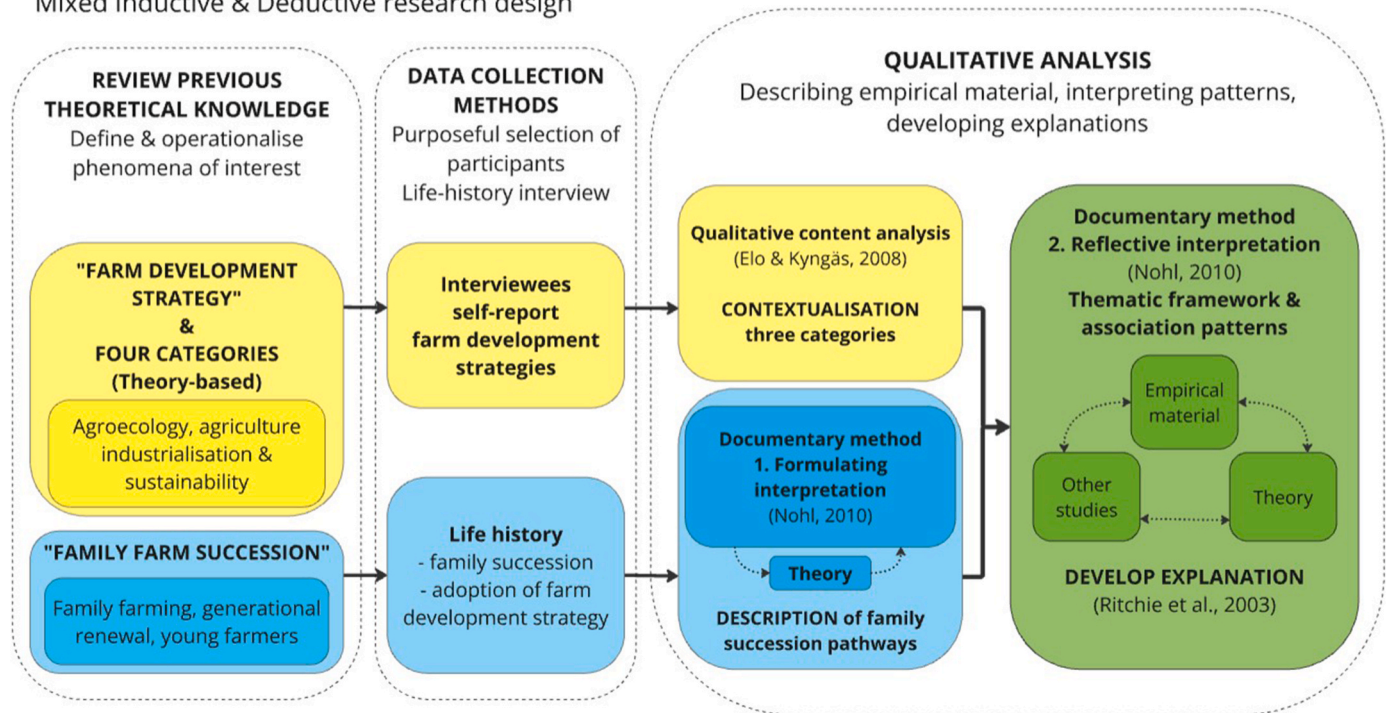 Mixed Inductive & Deductive research design
REVIEW PREVIOUS
THEORETICAL KNOWLEDGE
Define & operationalise
phenomena of interest
"FARM DEVELOPMENT
STRATEGY"
&
FOUR CATEGORIES
(Theory-based)
Agroecology, agriculture
industrialisation &
sustainability
"FAMILY FARM SUCCESSION"
Family farming, generational
renewal, young farmers
DATA COLLECTION
METHODS
Purposeful selection of
participants
Life-history interview
Interviewees
self-report
farm development
strategies
Life history
- family succession
- adoption of farm
development strategy
QUALITATIVE ANALYSIS
Describing empirical material, interpreting patterns,
developing explanations
Qualitative content analysis
(Elo & Kyngäs, 2008)
CONTEXTUALISATION
three categories
Documentary method
1. Formulating
interpretation
(Nohl, 2010)
Theory
DESCRIPTION of family
succession pathways
Documentary method
2. Reflective interpretation
(Nohl, 2010)
Thematic framework &
association patterns
Empirical
material
Other
studies
Theory
DEVELOP EXPLANATION
(Ritchie et al., 2003)